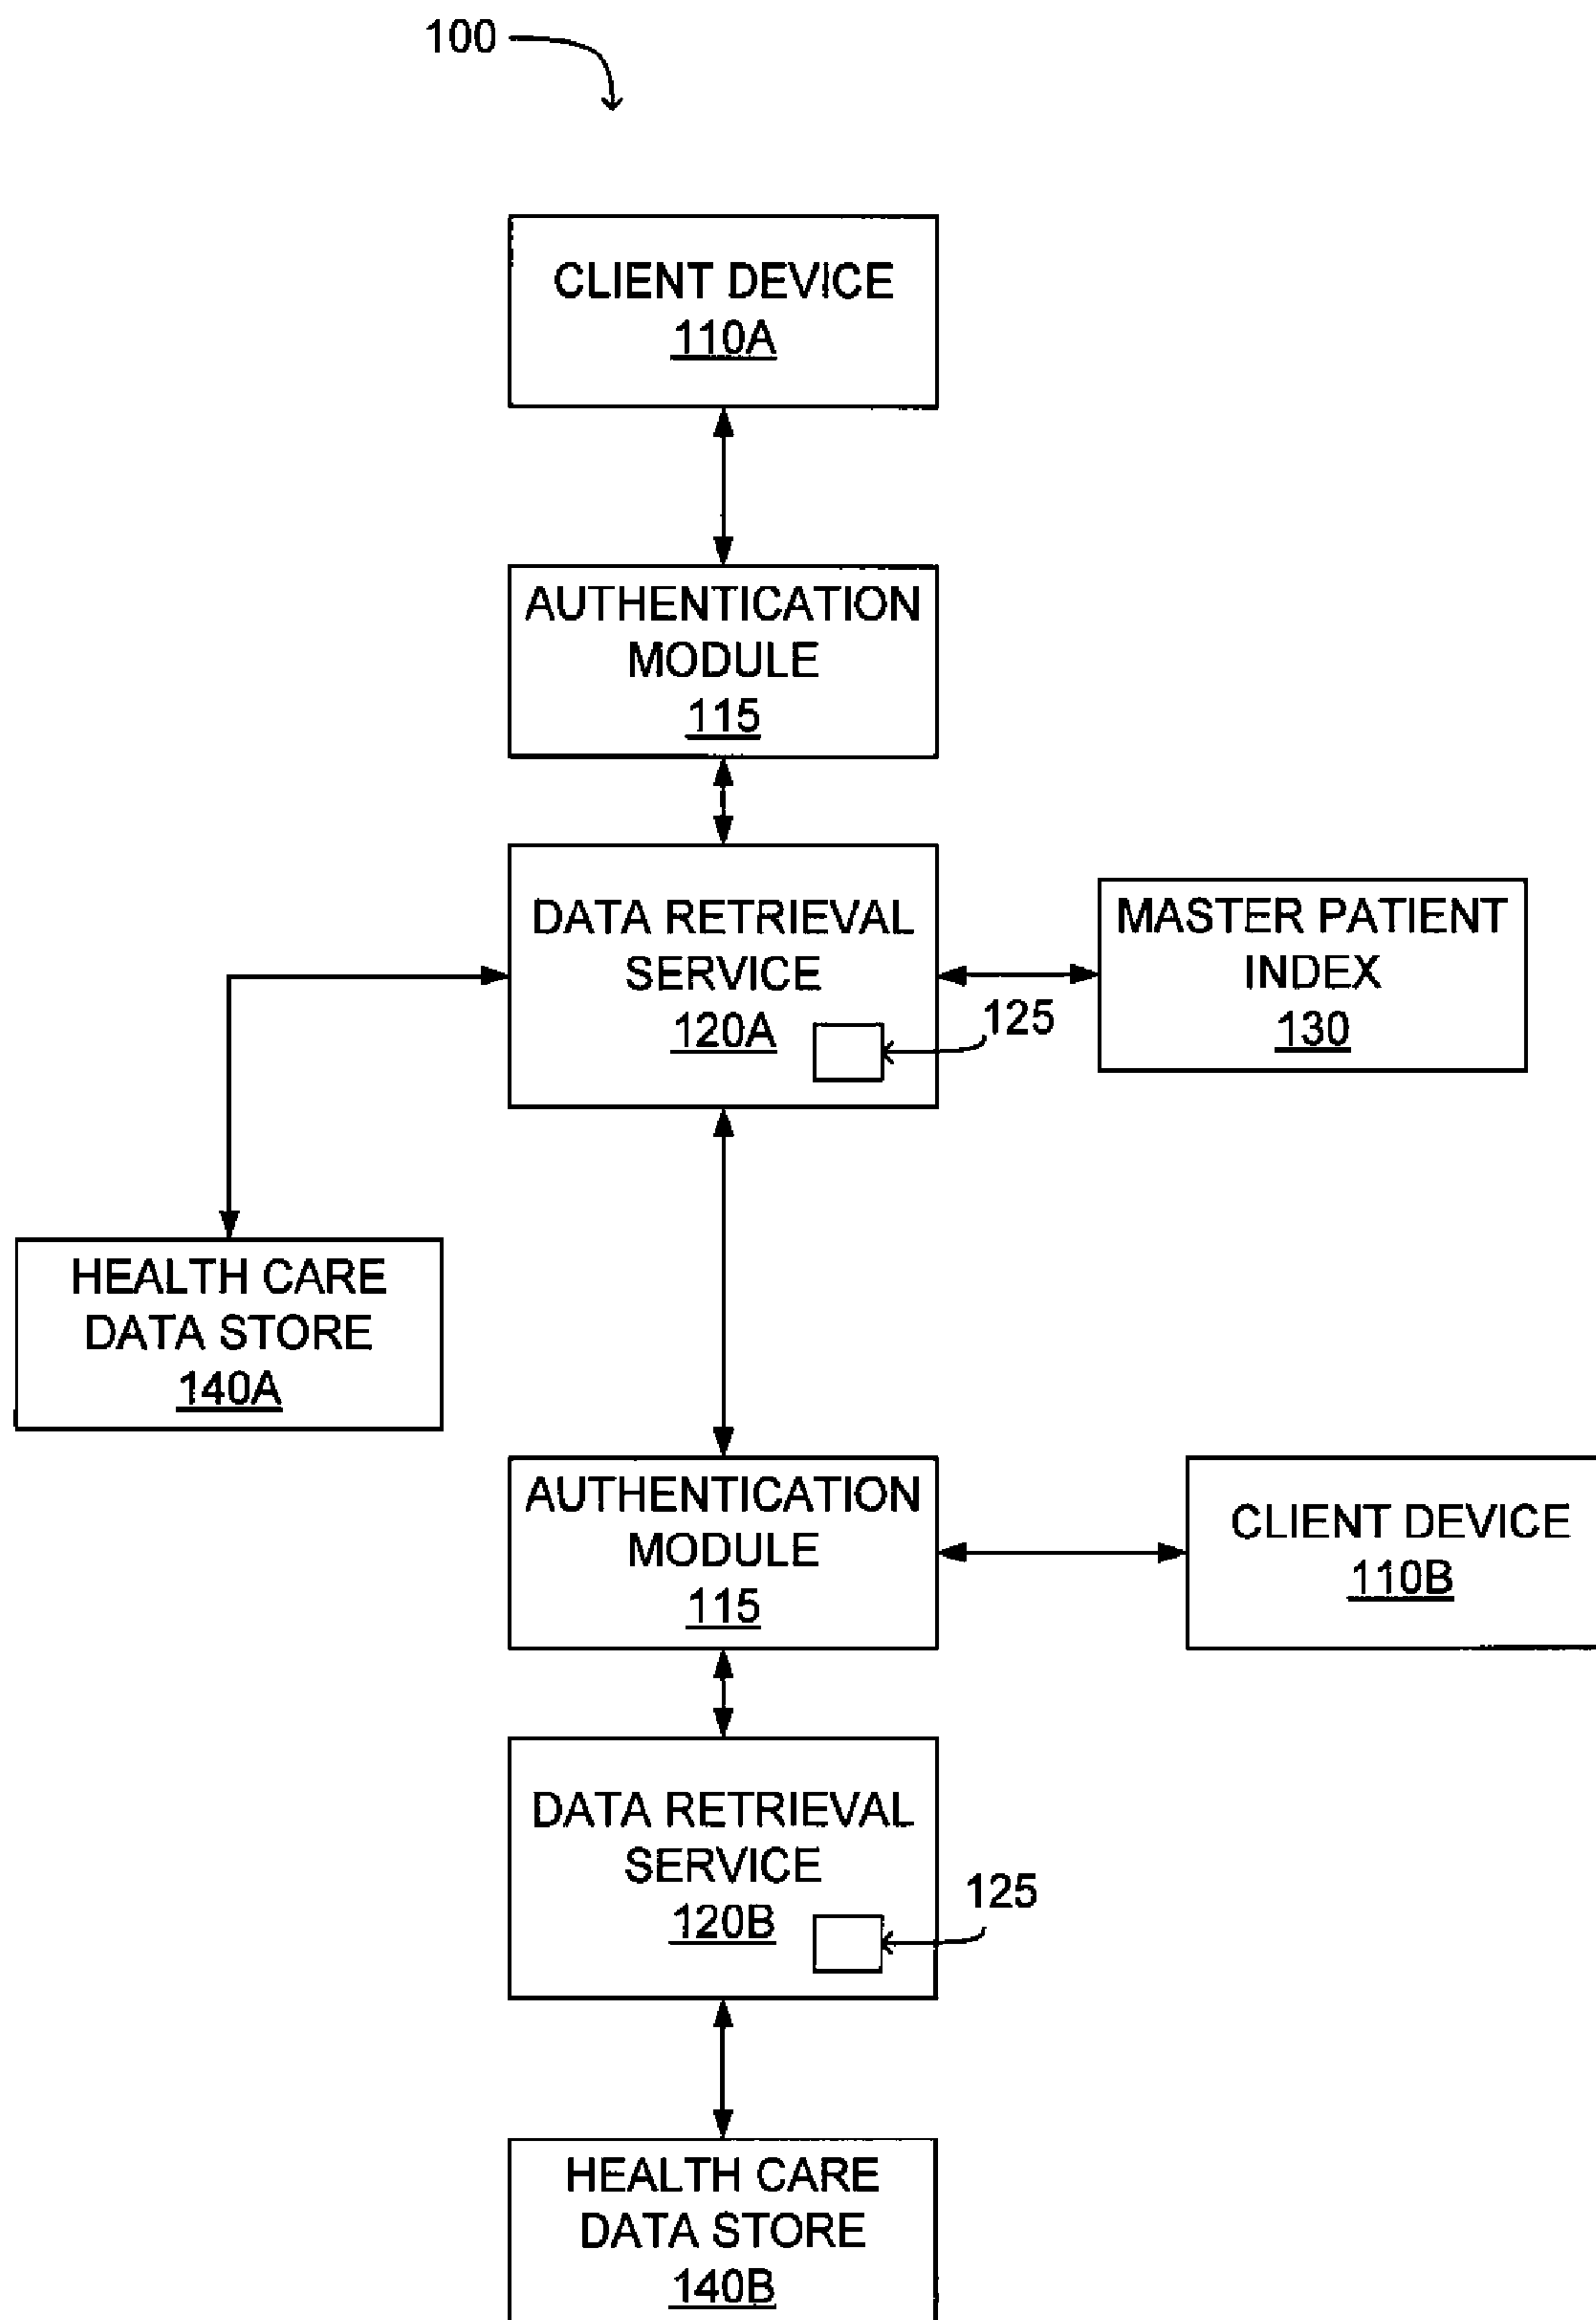 100
CLIENT DEVICE
110A
AUTHENTICATION
MODULE
115
DATA RETRIEVAL
SERVICE
120A
125
MASTER PATIENT
INDEX
130
HEALTH CARE
DATA STORE
140A
AUTHENTICATION
MODULE
115
CLIENT DEVICE
110B
DATA RETRIEVAL
SERVICE
120B
125
HEALTH CARE
DATA STORE
140B